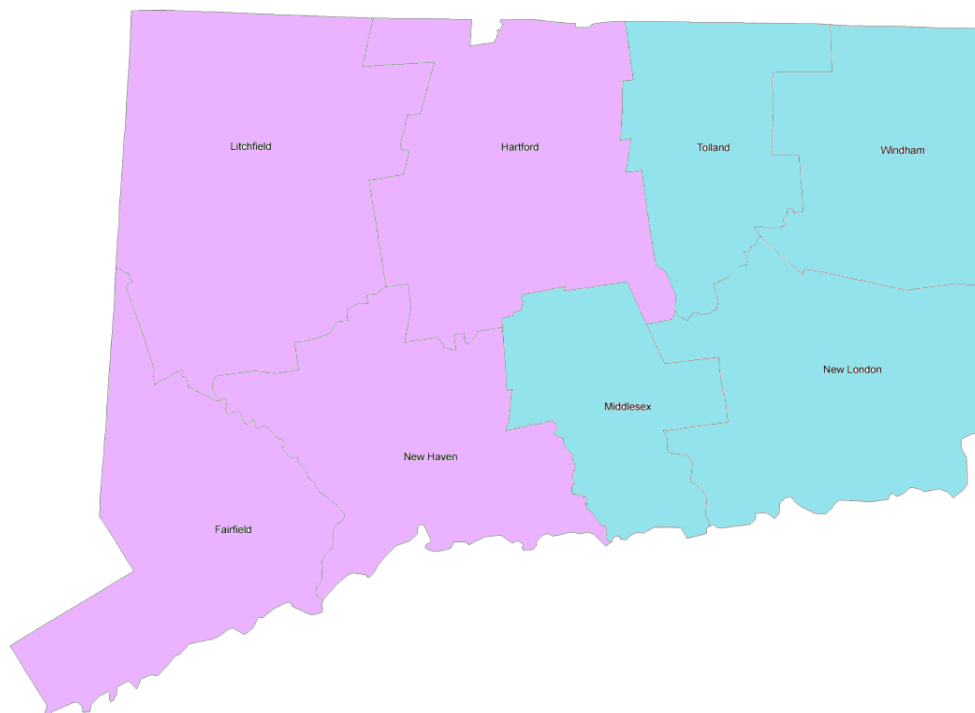 Litchfield
Hartford
Tolland
Windham
New London
Middlesex
New Haven
Fairfield